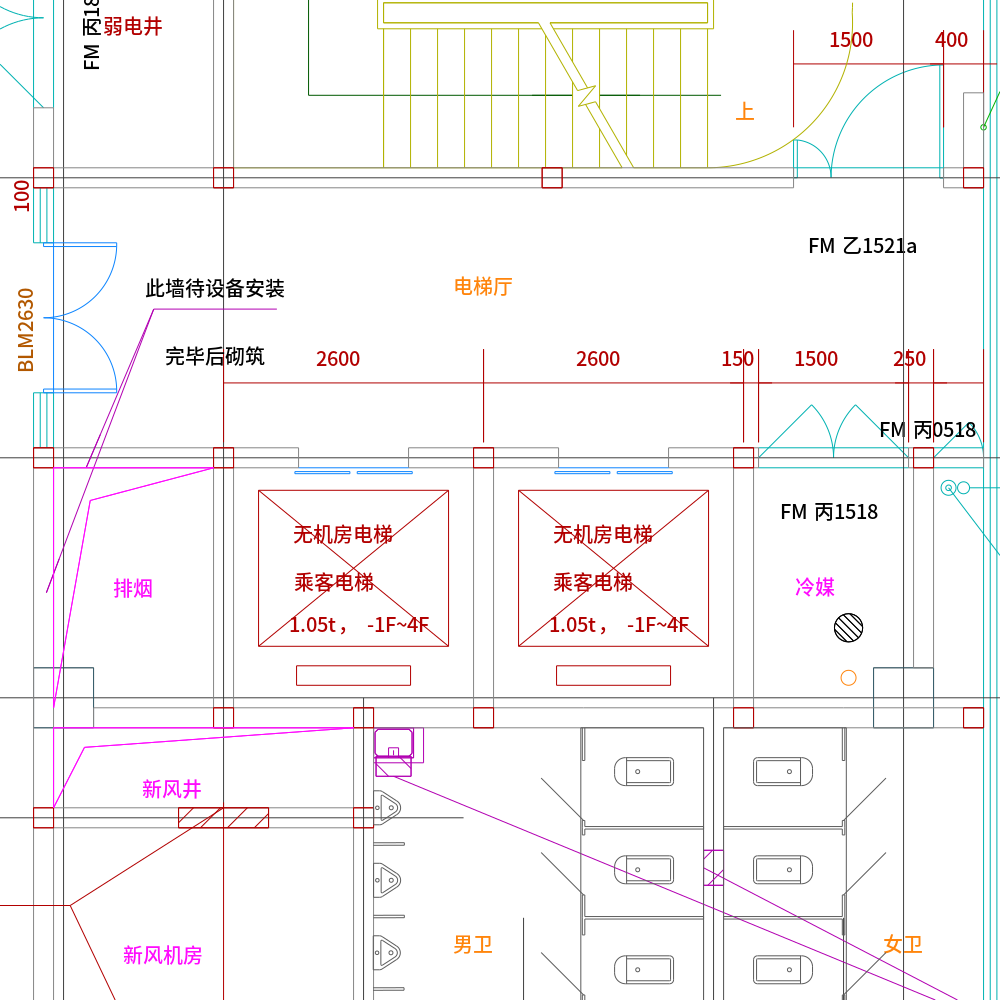 FM 丙18
弱电井
1500
400
上
100
FM 乙1521a
此墙待设备安装
电梯厅
BLM2630
完毕后砌筑
2600
2600
150
1500
250
FM 丙0518
FM 丙1518
无机房电梯
无机房电梯
排烟
乘客电梯
乘客电梯
冷媒
1.05t， -1F~4F
1.05t， -1F~4F
新风井
男卫
女卫
新风机房